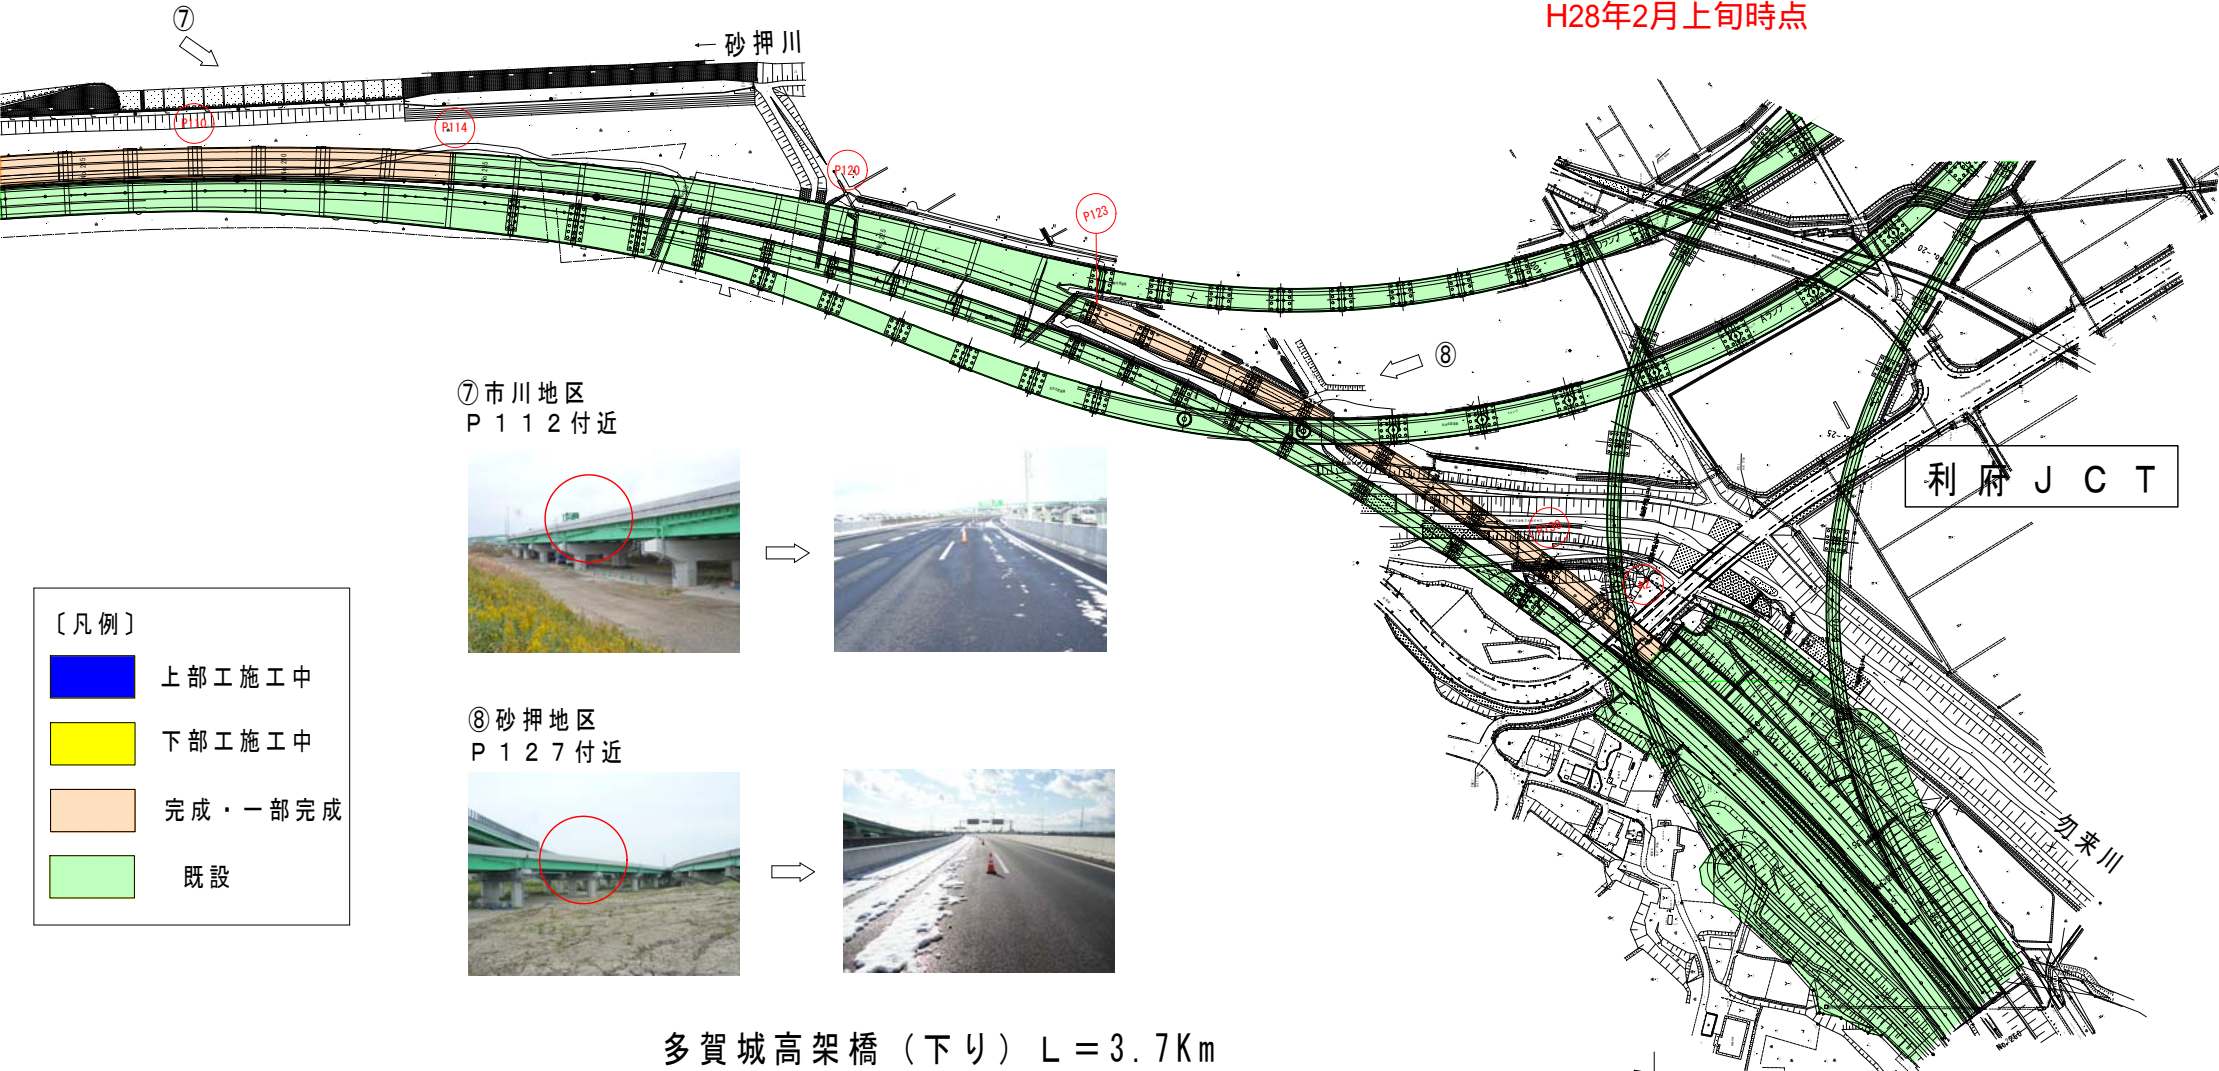 H28年2月上旬時点
⑦
←砂押川
P110
P114
P120
P123
⑧
⑦市川地区
P112付近
利府JCT
〔凡例〕
上部工施工中
下部工施工中
完成・一部完成
既設
⑧砂押地区
P127付近
勿来川
No.260
多賀城高架橋（下り）L＝3.7Km